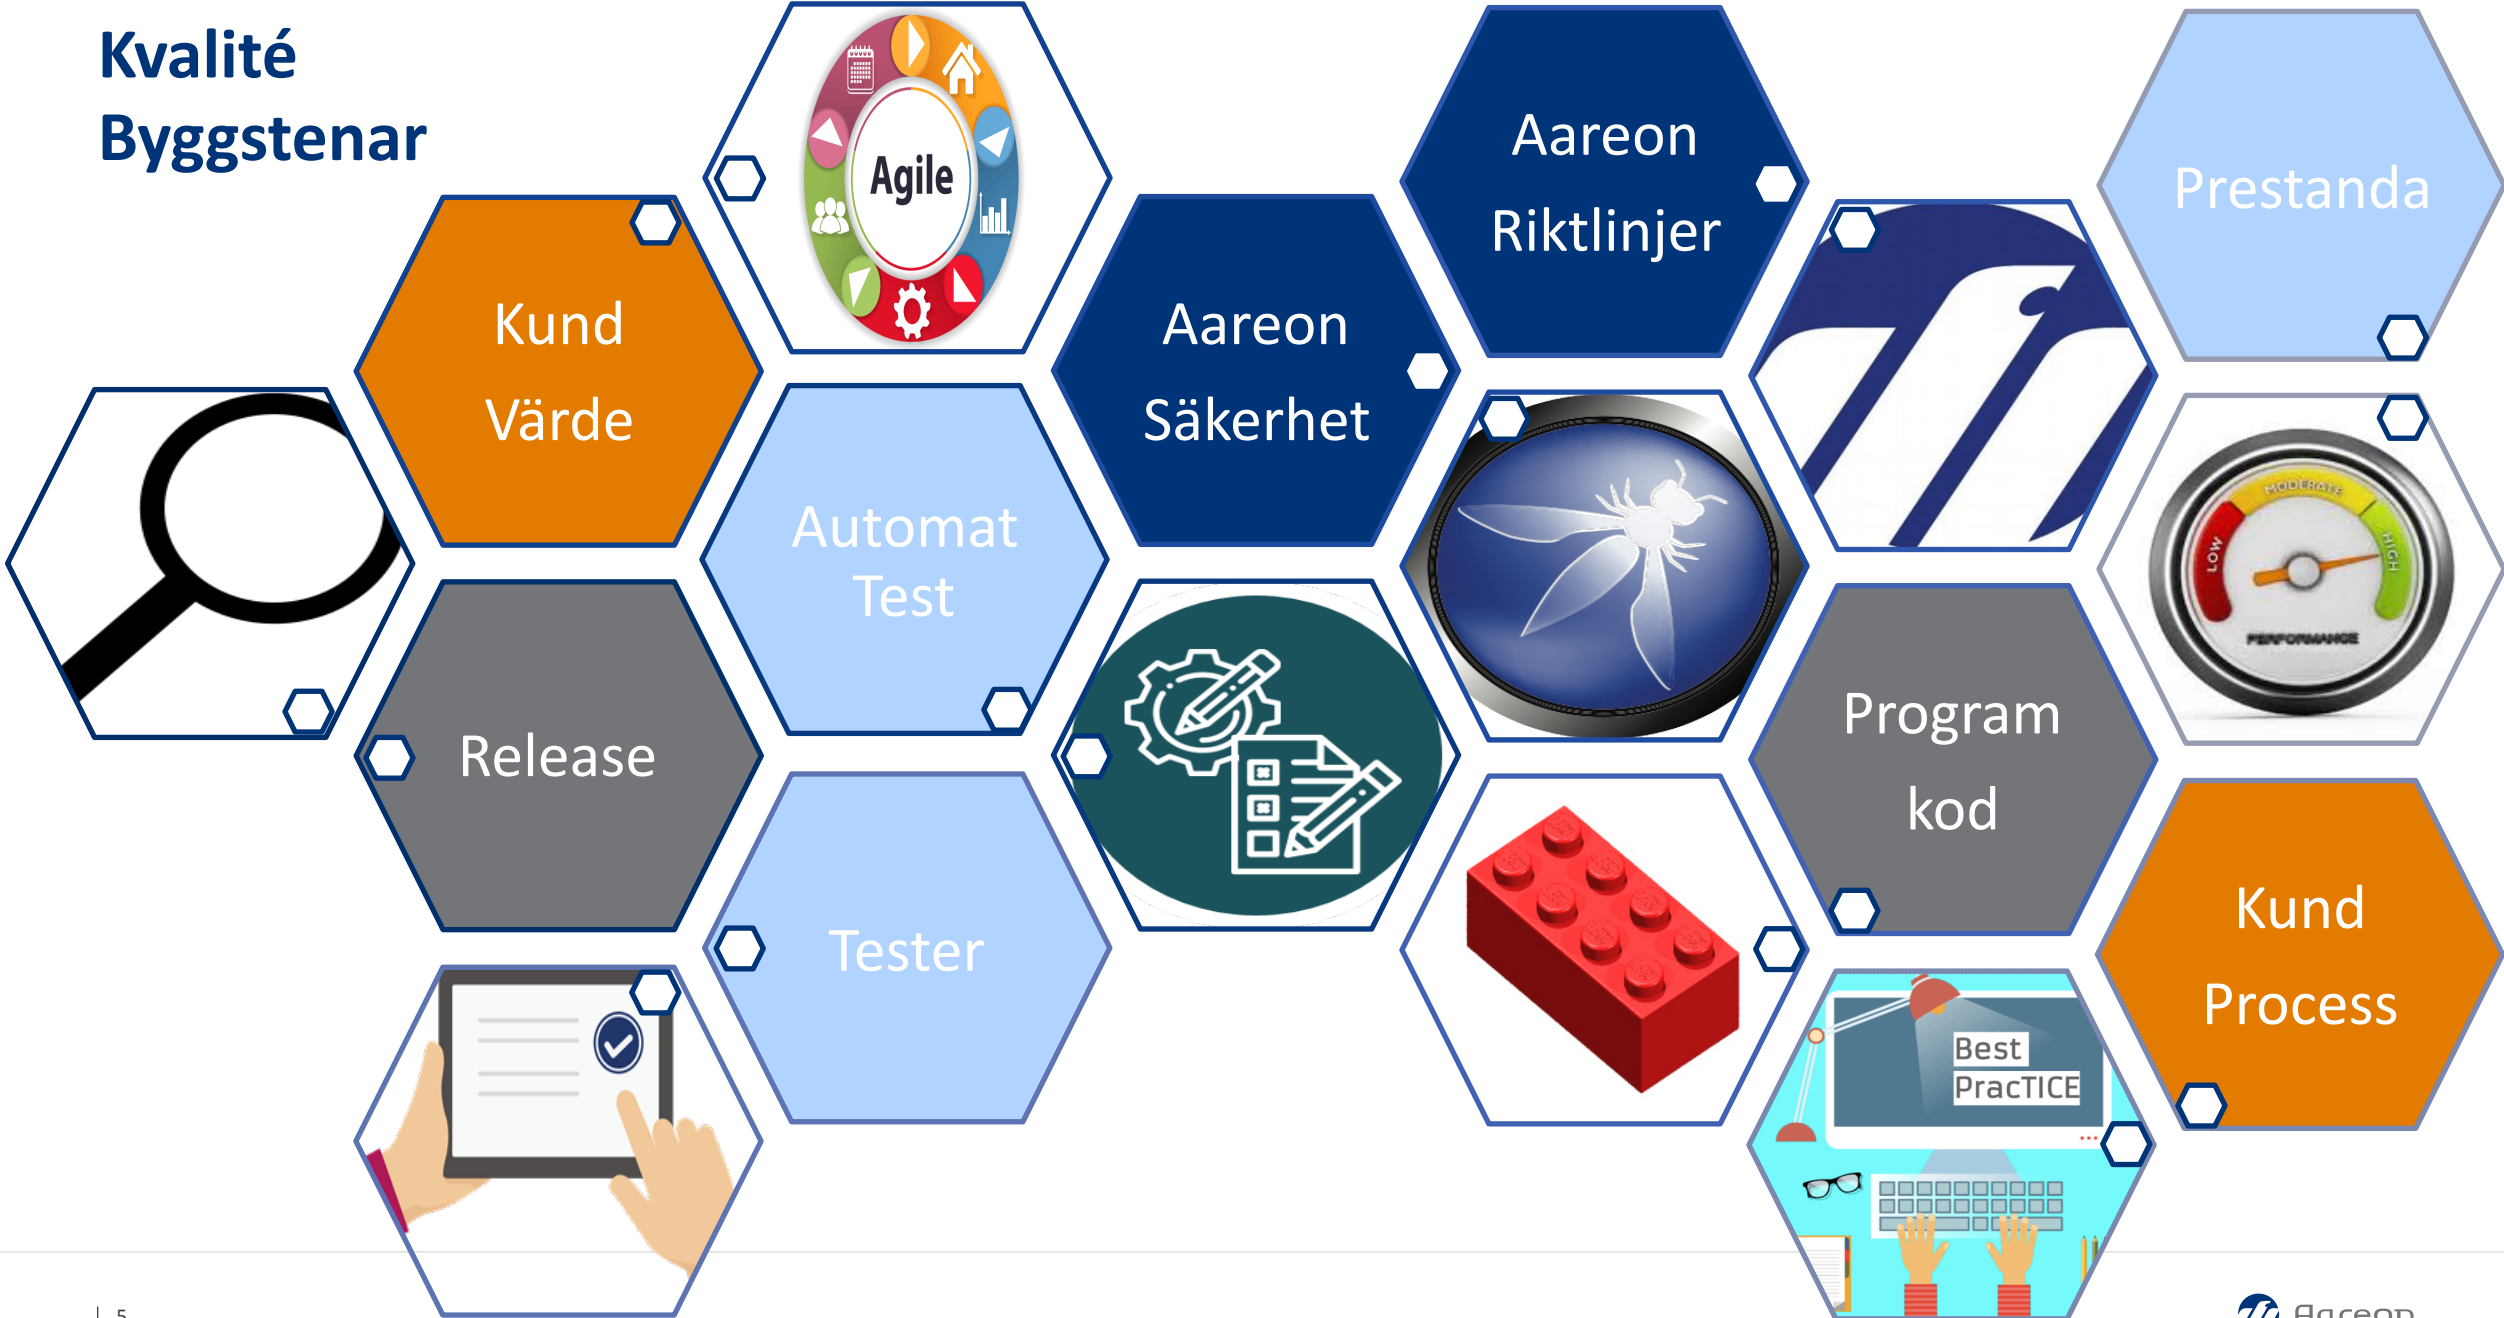 Kvalité
Byggstenar
Agile
Aareon
Riktlinjer
Prestanda
Kund
Värde
Aareon
Säkerhet
Automat
Test
MODERATE
LOW
HIGH
PERFORMANCE
Release
Program
kod
Tester
Kund
Process
Best
PracTICE
| 5
Aareon